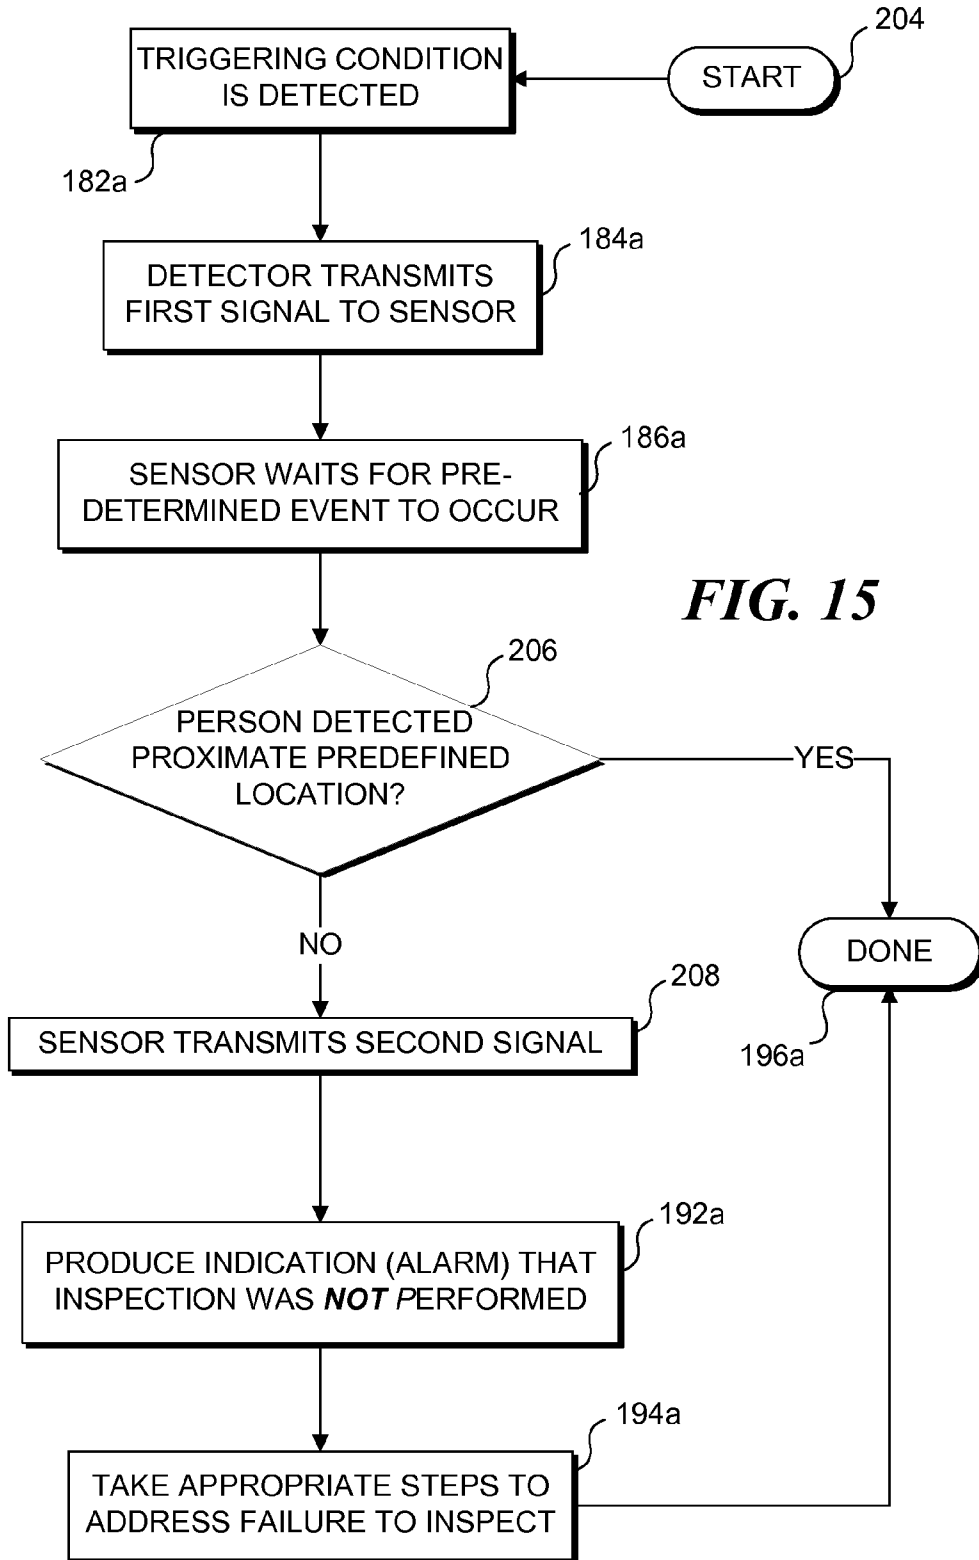 204
START
TRIGGERING CONDITION
IS DETECTED
182a
184a
DETECTOR TRANSMITS
FIRST SIGNAL TO SENSOR
186a
SENSOR WAITS FOR PRE-
DETERMINED EVENT TO OCCUR
FIG. 15
206
PERSON DETECTED
PROXIMATE PREDEFINED
LOCATION?
YES
NO
DONE
196a
208
SENSOR TRANSMITS SECOND SIGNAL
192a
PRODUCE INDICATION (ALARM) THAT
INSPECTION WAS NOT PERFORMED
194a
TAKE APPROPRIATE STEPS TO
ADDRESS FAILURE TO INSPECT